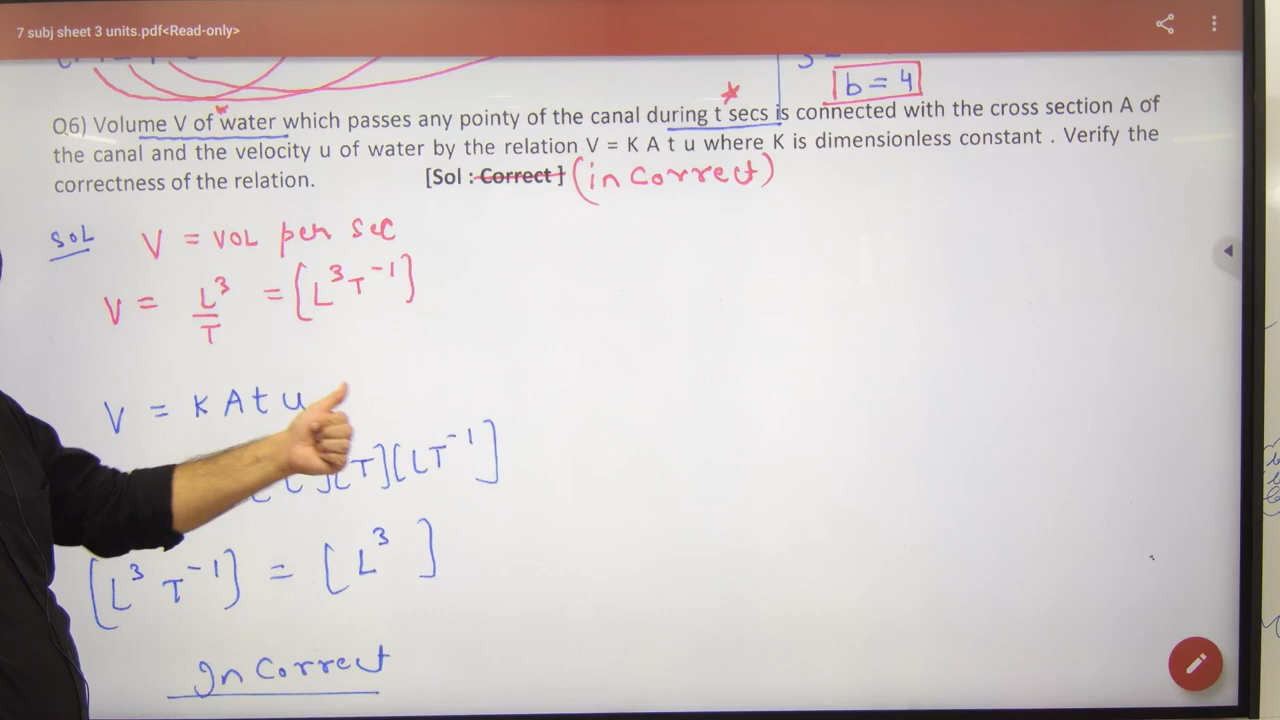 7 subj sheet 3 units.pdf<Read-only>
b = 4
Q6) Volume V of water which passes any pointy of the canal during t secs is connected with the cross section A of
the canal and the velocity u of water by the relation V = K A t u where K is dimensionless constant . Verify the
correctness of the relation. [Sol : Correct ] (in correct)
SOL V = VOL per sec
V = L³/T = [L³T⁻¹]
V = K A t u
][T][LT⁻¹]
[L³ T⁻¹] = [L³ ]
In Correct